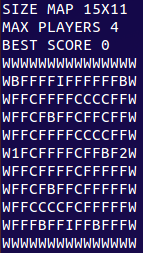 SIZE MAP 15X11
MAX PLAYERS 4
BEST SCORE 0
WWWWWWWWWWWWWWW
WBFFFFIFFFFFFBW
WFFCFFFFCCCCFFW
WFFCFBFFCFFCFFW
WFFCFFFFCCCCFFW
W1FCFFFFCFFBF2W
WFFCFFFFCFFFFFW
WFFCFBFFCFFFFFW
WFFCCCCFCFFFFFW
WFFFBFFIFFBFFFW
WWWWWWWWWWWWWWW